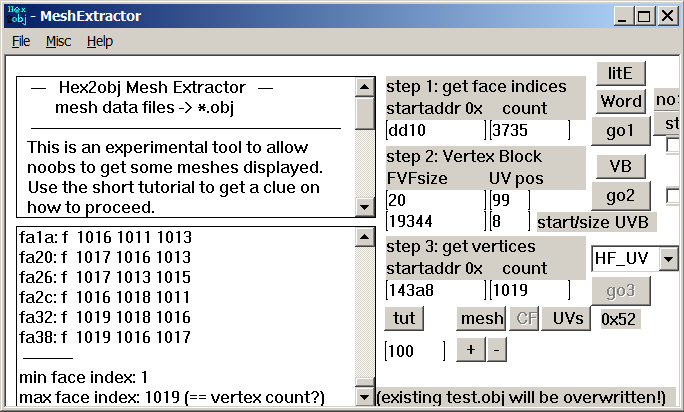 Hex obj - MeshExtractor
File Misc Help
— Hex2obj Mesh Extractor —
mesh data files -> *.obj
This is an experimental tool to allow
noobs to get some meshes displayed.
Use the short tutorial to get a clue on
how to proceed.
fa1a: f 1016 1011 1013
fa20: f 1017 1016 1013
fa26: f 1017 1013 1015
fa2c: f 1016 1018 1011
fa32: f 1019 1018 1016
fa38: f 1019 1016 1017
min face index: 1
max face index: 1019 (== vertex count?)
step 1: get face indices
startaddr 0x count
dd10 3735
litE
Word
go1
no
st
step 2: Vertex Block
FVFsize UV pos
20 99
19344 8 start/size UVB
VB
go2
step 3: get vertices
startaddr 0x count
143a8 1019
HF_UV
go3
tut mesh CF UVs 0x52
100 + -
(existing test.obj will be overwritten!)